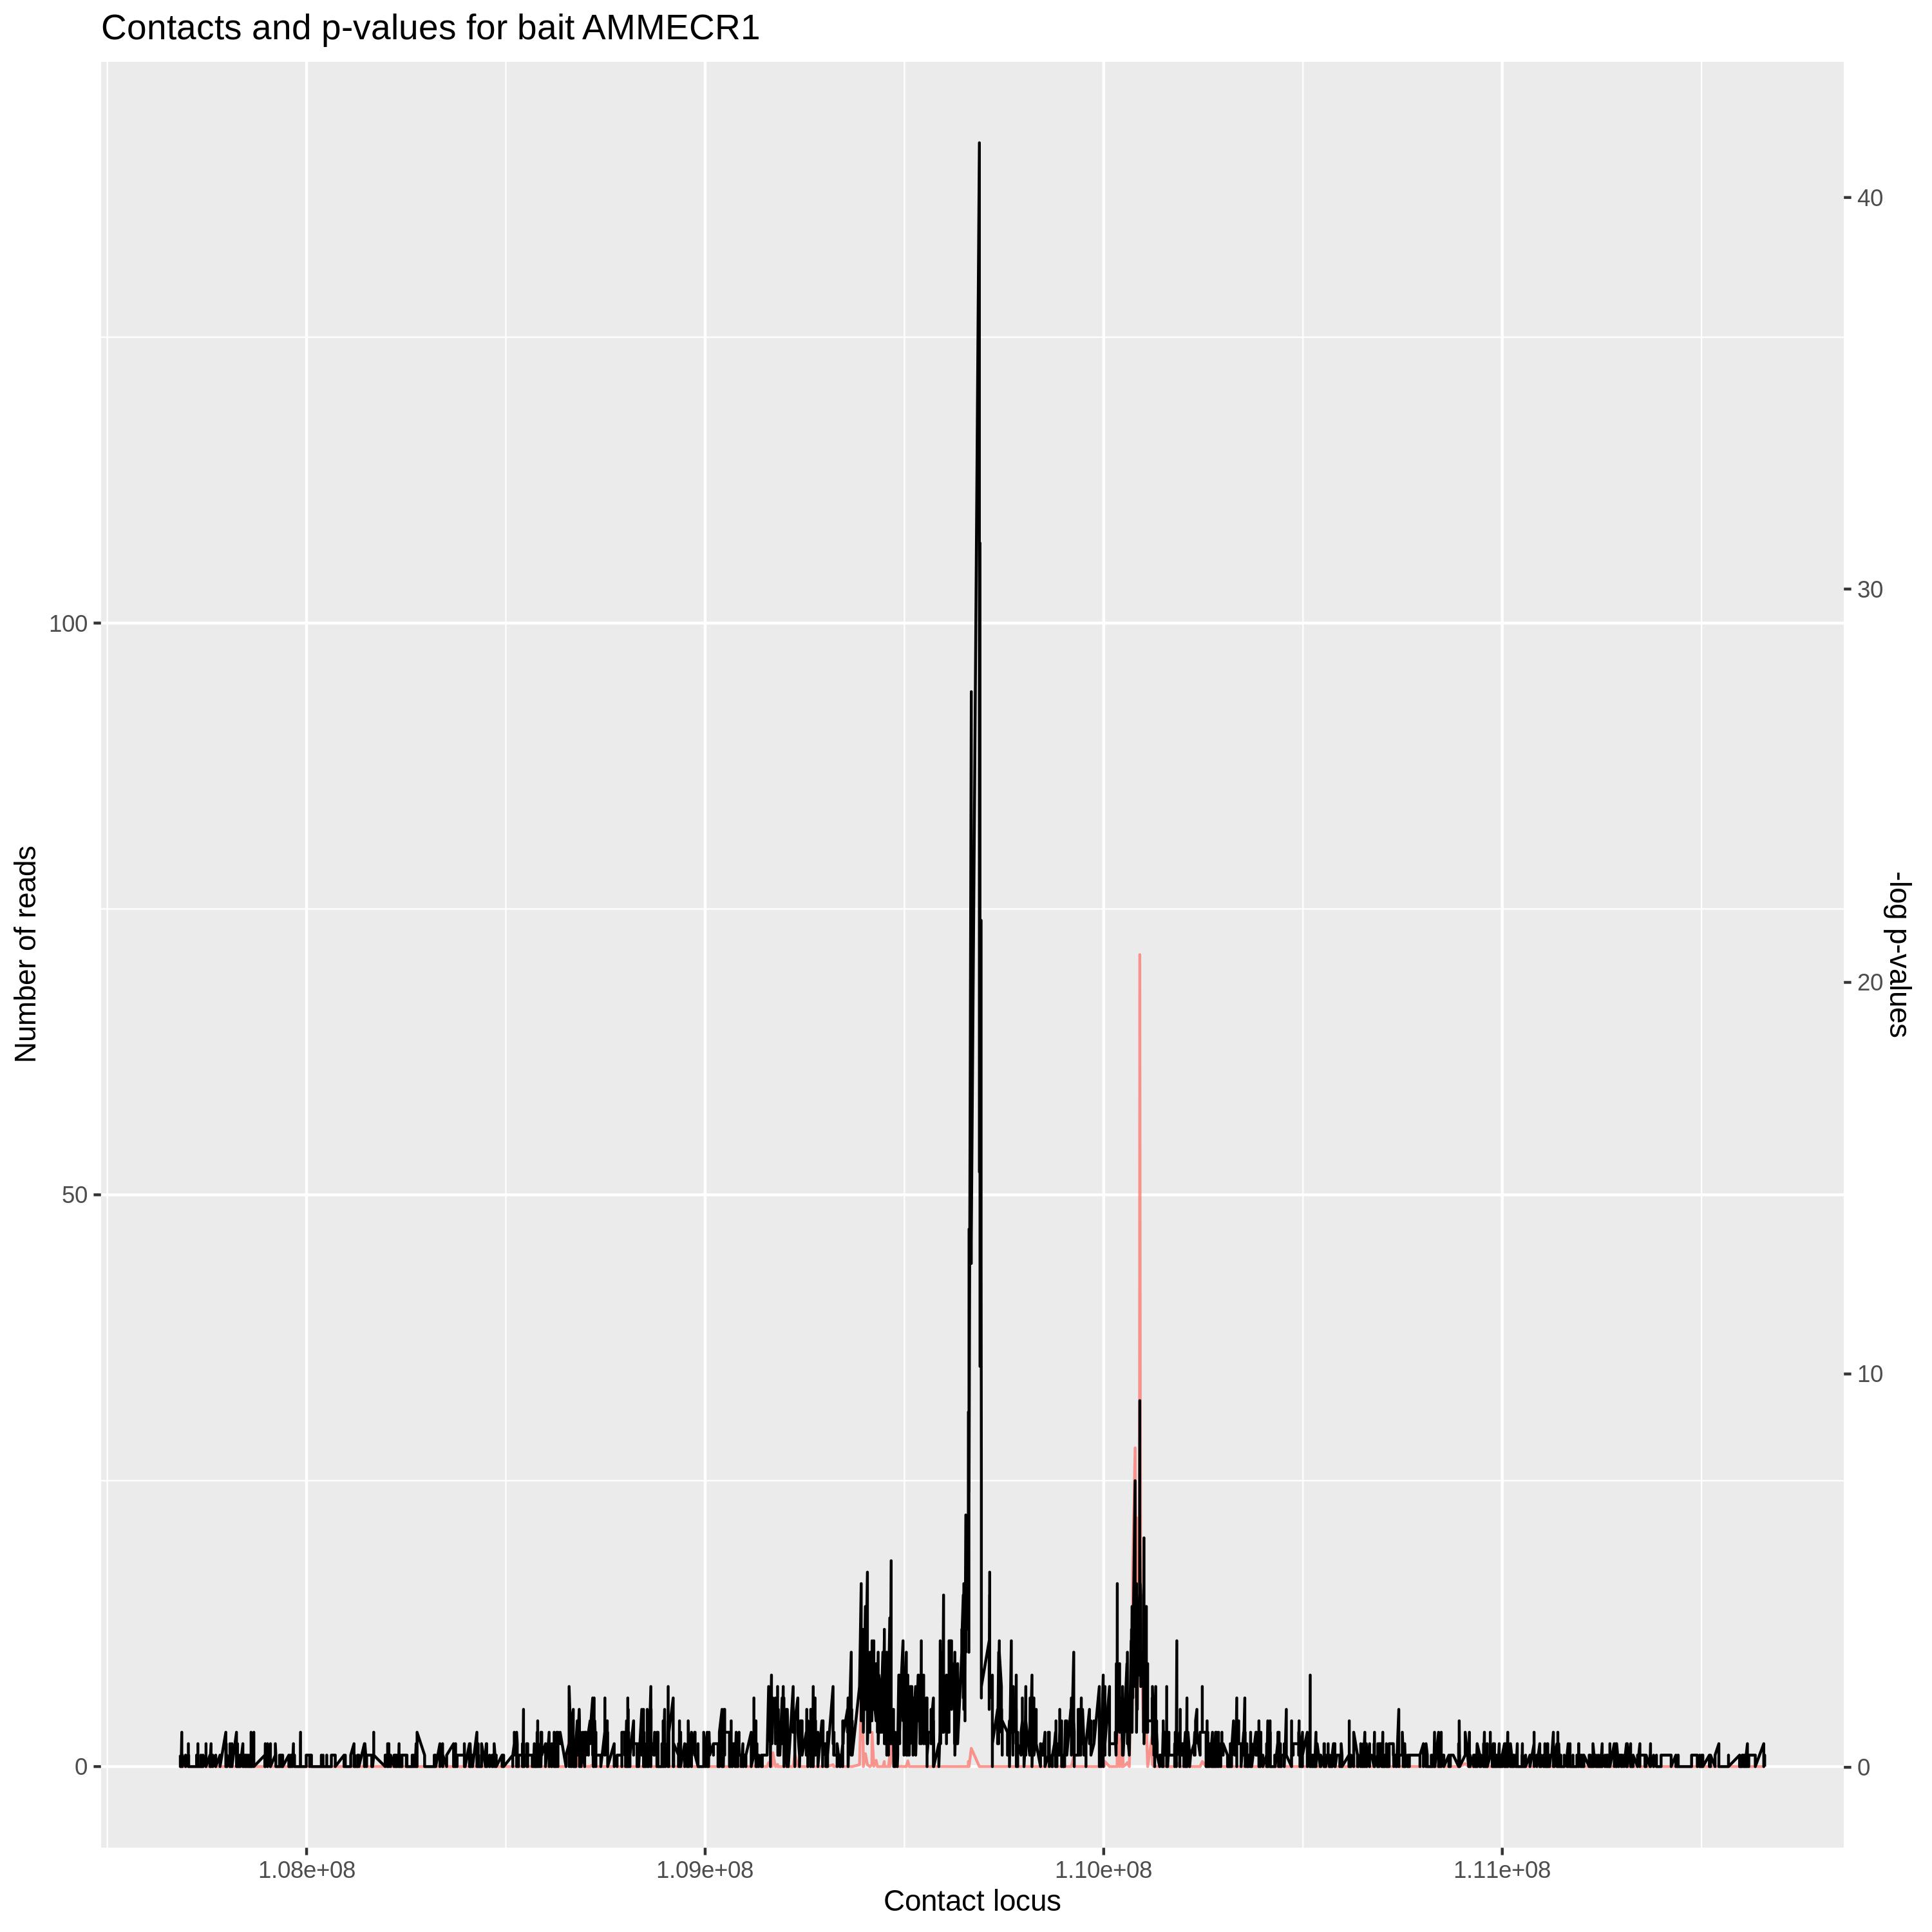 Contacts and p-values for bait AMMECR1
40
30
100
Number of reads
-log p-values
20
50
10
0
0
1.08e+08
1.09e+08
1.10e+08
1.11e+08
Contact locus